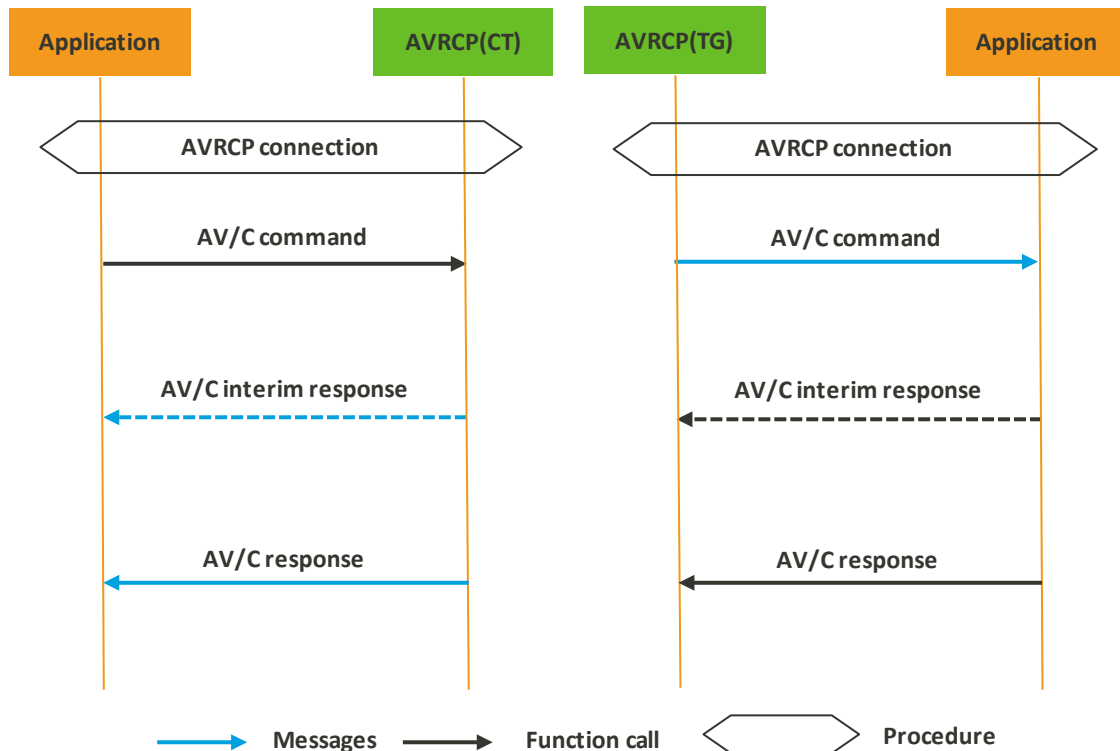 Application
AVRCP(CT)
AVRCP(TG)
Application
AVRCP connection
AVRCP connection
AV/C command
AV/C command
AV/C interim response
AV/C interim response
AV/C response
AV/C response
Messages
Function call
Procedure